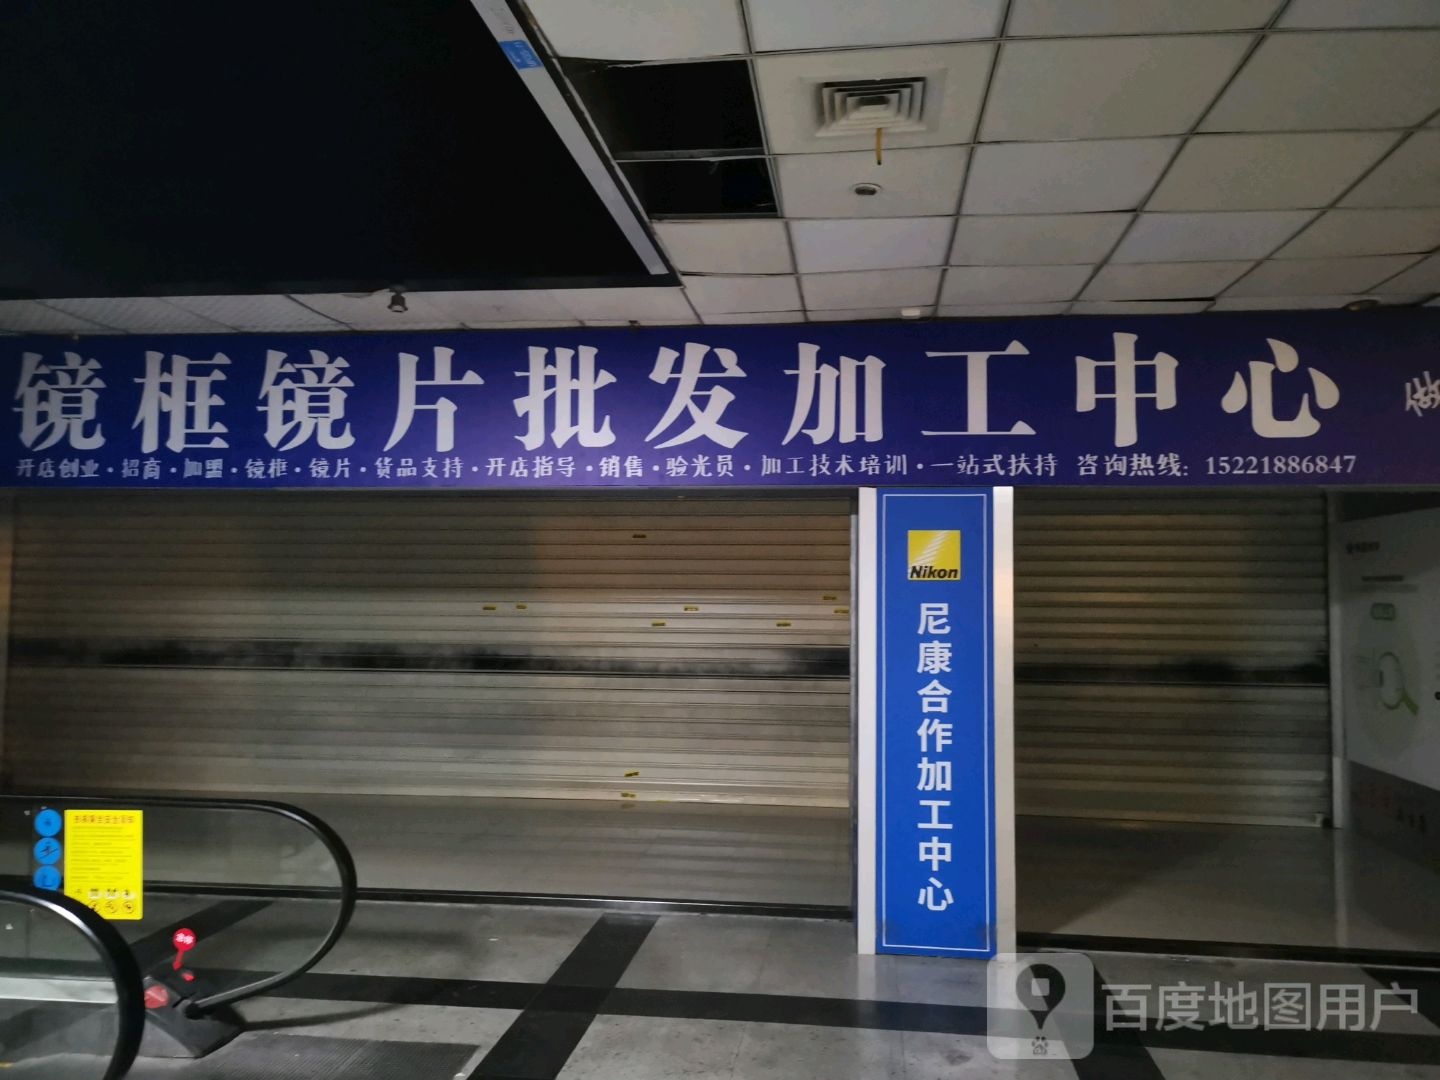 镜框镜片批发加工中心
开店创业·招商·加盟·镜框·镜片·货品支持·开店指导·销售·验光员·加工技术培训·一站式扶持 咨询热线: 15221886847
Nikon
尼康合作加工中心
百度地图用户